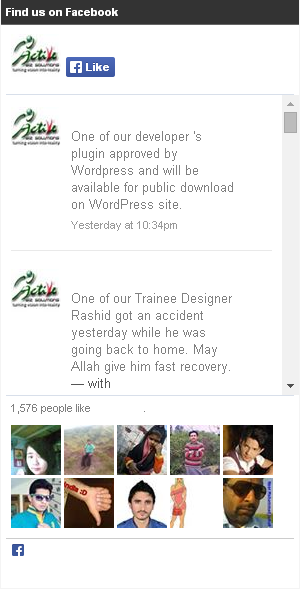 Find us on Facebook
Active
WEB SOLUTIONS
turning vision into reality
Like
Active
WEB SOLUTIONS
turning vision into reality
One of our developer 's
plugin approved by
Wordpress and will be
available for public download
on WordPress site.
Yesterday at 10:34pm
Active
WEB SOLUTIONS
turning vision into reality
One of our Trainee Designer
Rashid got an accident
yesterday while he was
going back to home. May
Allah give him fast recovery.
— with
1,576 people like .